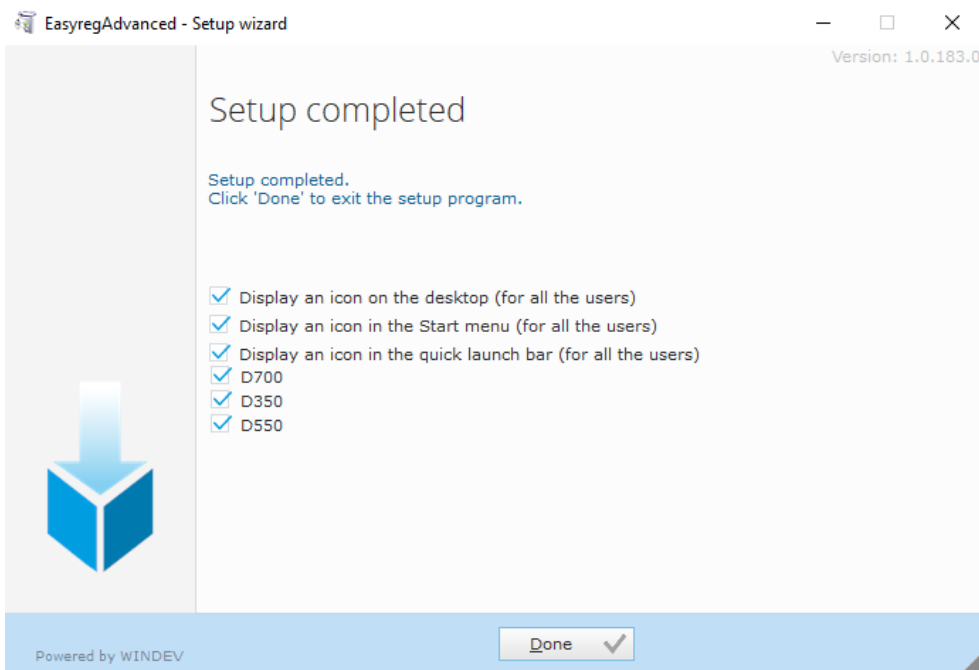 EasyregAdvanced - Setup wizard
Version: 1.0.183.0
Setup completed
Setup completed.
Click 'Done' to exit the setup program.
Display an icon on the desktop (for all the users)
Display an icon in the Start menu (for all the users)
Display an icon in the quick launch bar (for all the users)
D700
D350
D550
Done
Powered by WINDEV